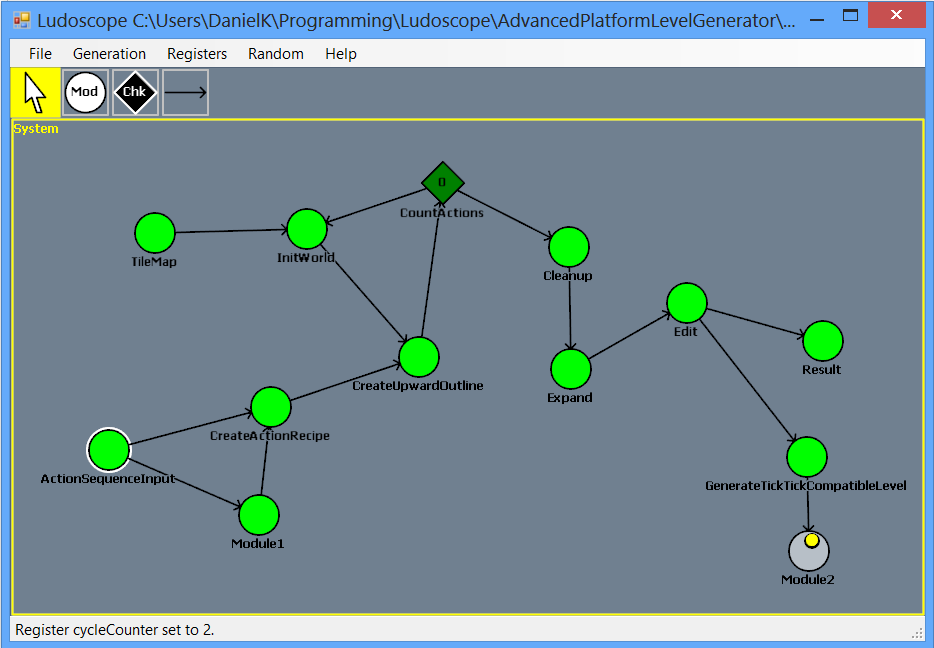 Ludoscope C:\Users\DanielK\Programming\Ludoscope\AdvancedPlatformLevelGenerator\...
File Generation Registers Random Help
Mod Chk
System
0
CountActions
TileMap
InitWorld
Cleanup
Edit
Result
CreateUpwardOutline
Expand
CreateActionRecipe
ActionSequenceInput
GenerateTickTickCompatibleLevel
Module1
Module2
Register cycleCounter set to 2.